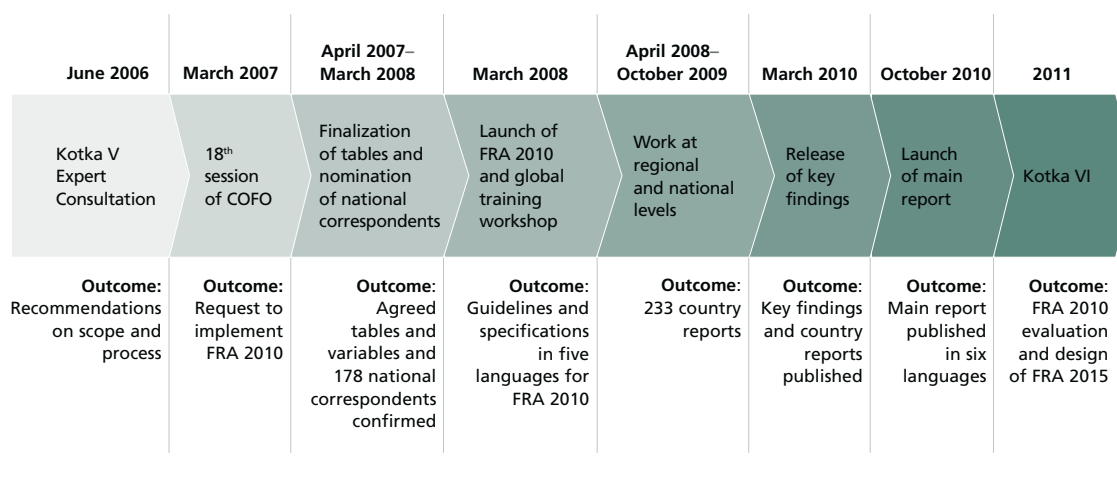 June 2006
Kotka V
Expert
Consultation
Outcome:
Recommendations
on scope and
process
March 2007
18th
session
of COFO
Outcome:
Request to
implement
FRA 2010
April 2007–
March 2008
Finalization
of tables and
nomination
of national
correspondents
Outcome:
Agreed
tables and
variables and
178 national
correspondents
confirmed
March 2008
Launch of
FRA 2010
and global
training
workshop
Outcome:
Guidelines and
specifications
in five
languages for
FRA 2010
April 2008–
October 2009
Work at
regional
and national
levels
Outcome:
233 country
reports
March 2010
Release
of key
findings
Outcome:
Key findings
and country
reports
published
October 2010
Launch
of main
report
Outcome:
Main report
published
in six
languages
2011
Kotka VI
Outcome:
FRA 2010
evaluation
and design
of FRA 2015